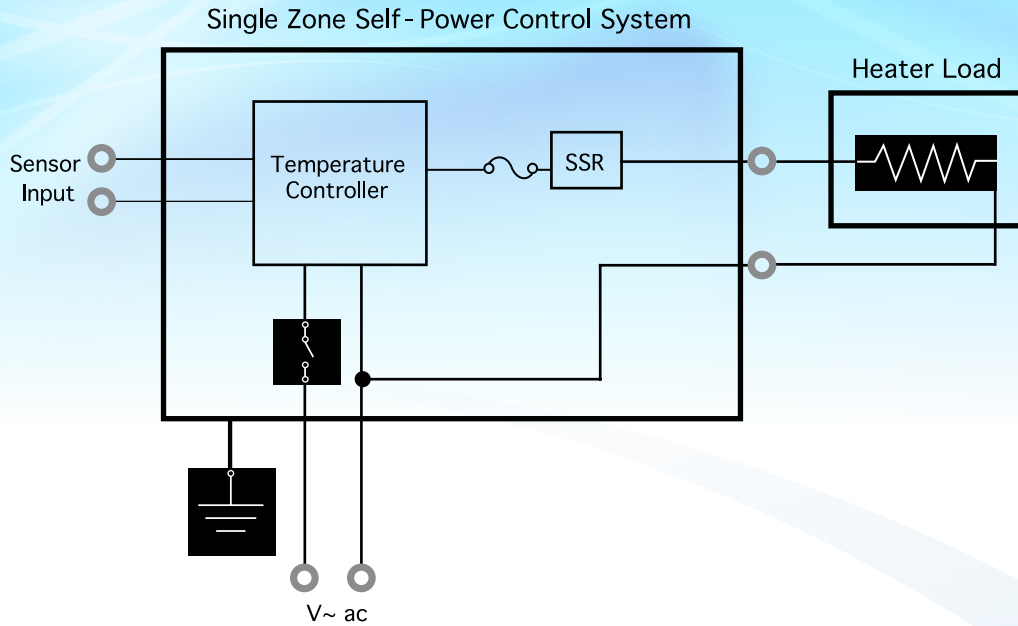 Single Zone Self-Power Control System
Heater Load
Sensor
Input
Temperature
Controller
SSR
V~ ac